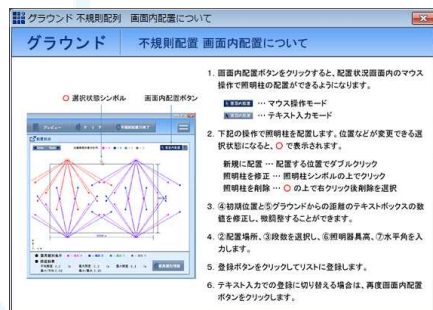 グラウンド 不規則配列 画面内配置について
グラウンド 不規則配置 画面内配置について
○ 選択状態シンボル 画面内配置ボタン
プレビュー
1. 画面内配置ボタンをクリックすると、配置状況画面内のマウス
操作で照明柱の配置ができるようになります。
… マウス操作モード
… テキスト入力モード
2. 下記の操作で照明柱を配置します。位置などが変更できる選
択状態になると、○ で表示されます。
新規に配置 … 配置する位置でダブルクリック
照明柱を修正 … 照明柱シンボルの上でクリック
照明柱を削除 … ○ の上で右クリック後削除を選択
3. ④初期位置と⑤グラウンドからの距離のテキストボックスの数
値を修正し、微調整することができます。
4. ②配置場所、③段数を選択し、⑥照明器具高、⑦水平角を入
力します。
5. 登録ボタンをクリックしてリストに登録します。
6. テキスト入力での登録に切り替える場合は、再度画面内配置
ボタンをクリックします。